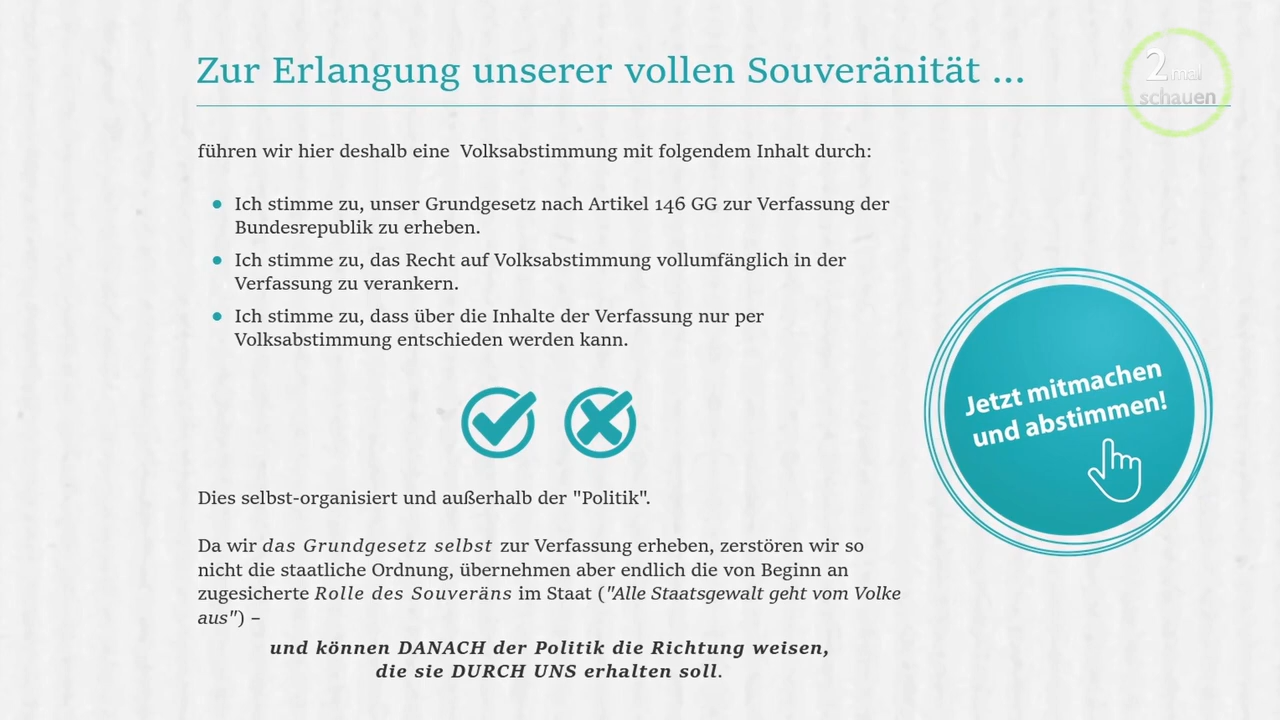 Zur Erlangung unserer vollen Souveränität ...
2 mal
schauen
führen wir hier deshalb eine Volksabstimmung mit folgendem Inhalt durch:
• Ich stimme zu, unser Grundgesetz nach Artikel 146 GG zur Verfassung der
Bundesrepublik zu erheben.
• Ich stimme zu, das Recht auf Volksabstimmung vollumfänglich in der
Verfassung zu verankern.
• Ich stimme zu, dass über die Inhalte der Verfassung nur per
Volksabstimmung entschieden werden kann.
Jetzt mitmachen
und abstimmen!
Dies selbst-organisiert und außerhalb der "Politik".
Da wir das Grundgesetz selbst zur Verfassung erheben, zerstören wir so
nicht die staatliche Ordnung, übernehmen aber endlich die von Beginn an
zugesicherte Rolle des Souveräns im Staat ("Alle Staatsgewalt geht vom Volke
aus") –
und können DANACH der Politik die Richtung weisen,
die sie DURCH UNS erhalten soll.